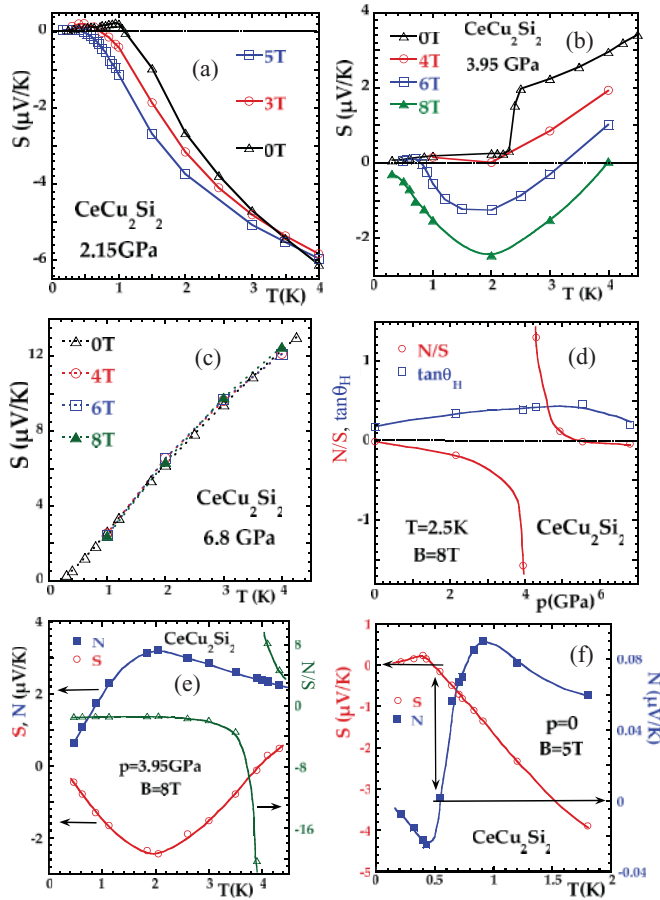 0
-2
-4
-6
S (μV/K)
(a)
5T
3T
0T
CeCu2Si2
2.15GPa
0 1 2 3 4
T(K)
8
6
4
2
0
-2
S (μV/K)
0T
4T
6T
8T
CeCu2Si2
(b)
3.95 GPa
0 1 2 3 4
T (K)
12
8
4
0
S (μV/K)
0T
4T
6T
8T
(c)
CeCu2Si2
6.8 GPa
0 1 2 3 4
T (K)
1
0
-1
N/S, tanθH
N/S
tanθH
(d)
T=2.5K
B=8T
CeCu2Si2
0 2 4 6
p(GPa)
4
2
0
-2
S, N (μV/K)
N
S
CeCu2Si2
(e)
p=3.95GPa
B=8T
8
0
-8
-16
N/S
0 1 2 3 4
T(K)
1
0
-1
-2
-3
-4
-5
S (μV/K)
(f)
S
N
p=0
B=5T
CeCu2Si2
0.08
0.04
0
-0.04
N (μV/K)
0 0.5 1 1.5 2
T(K)